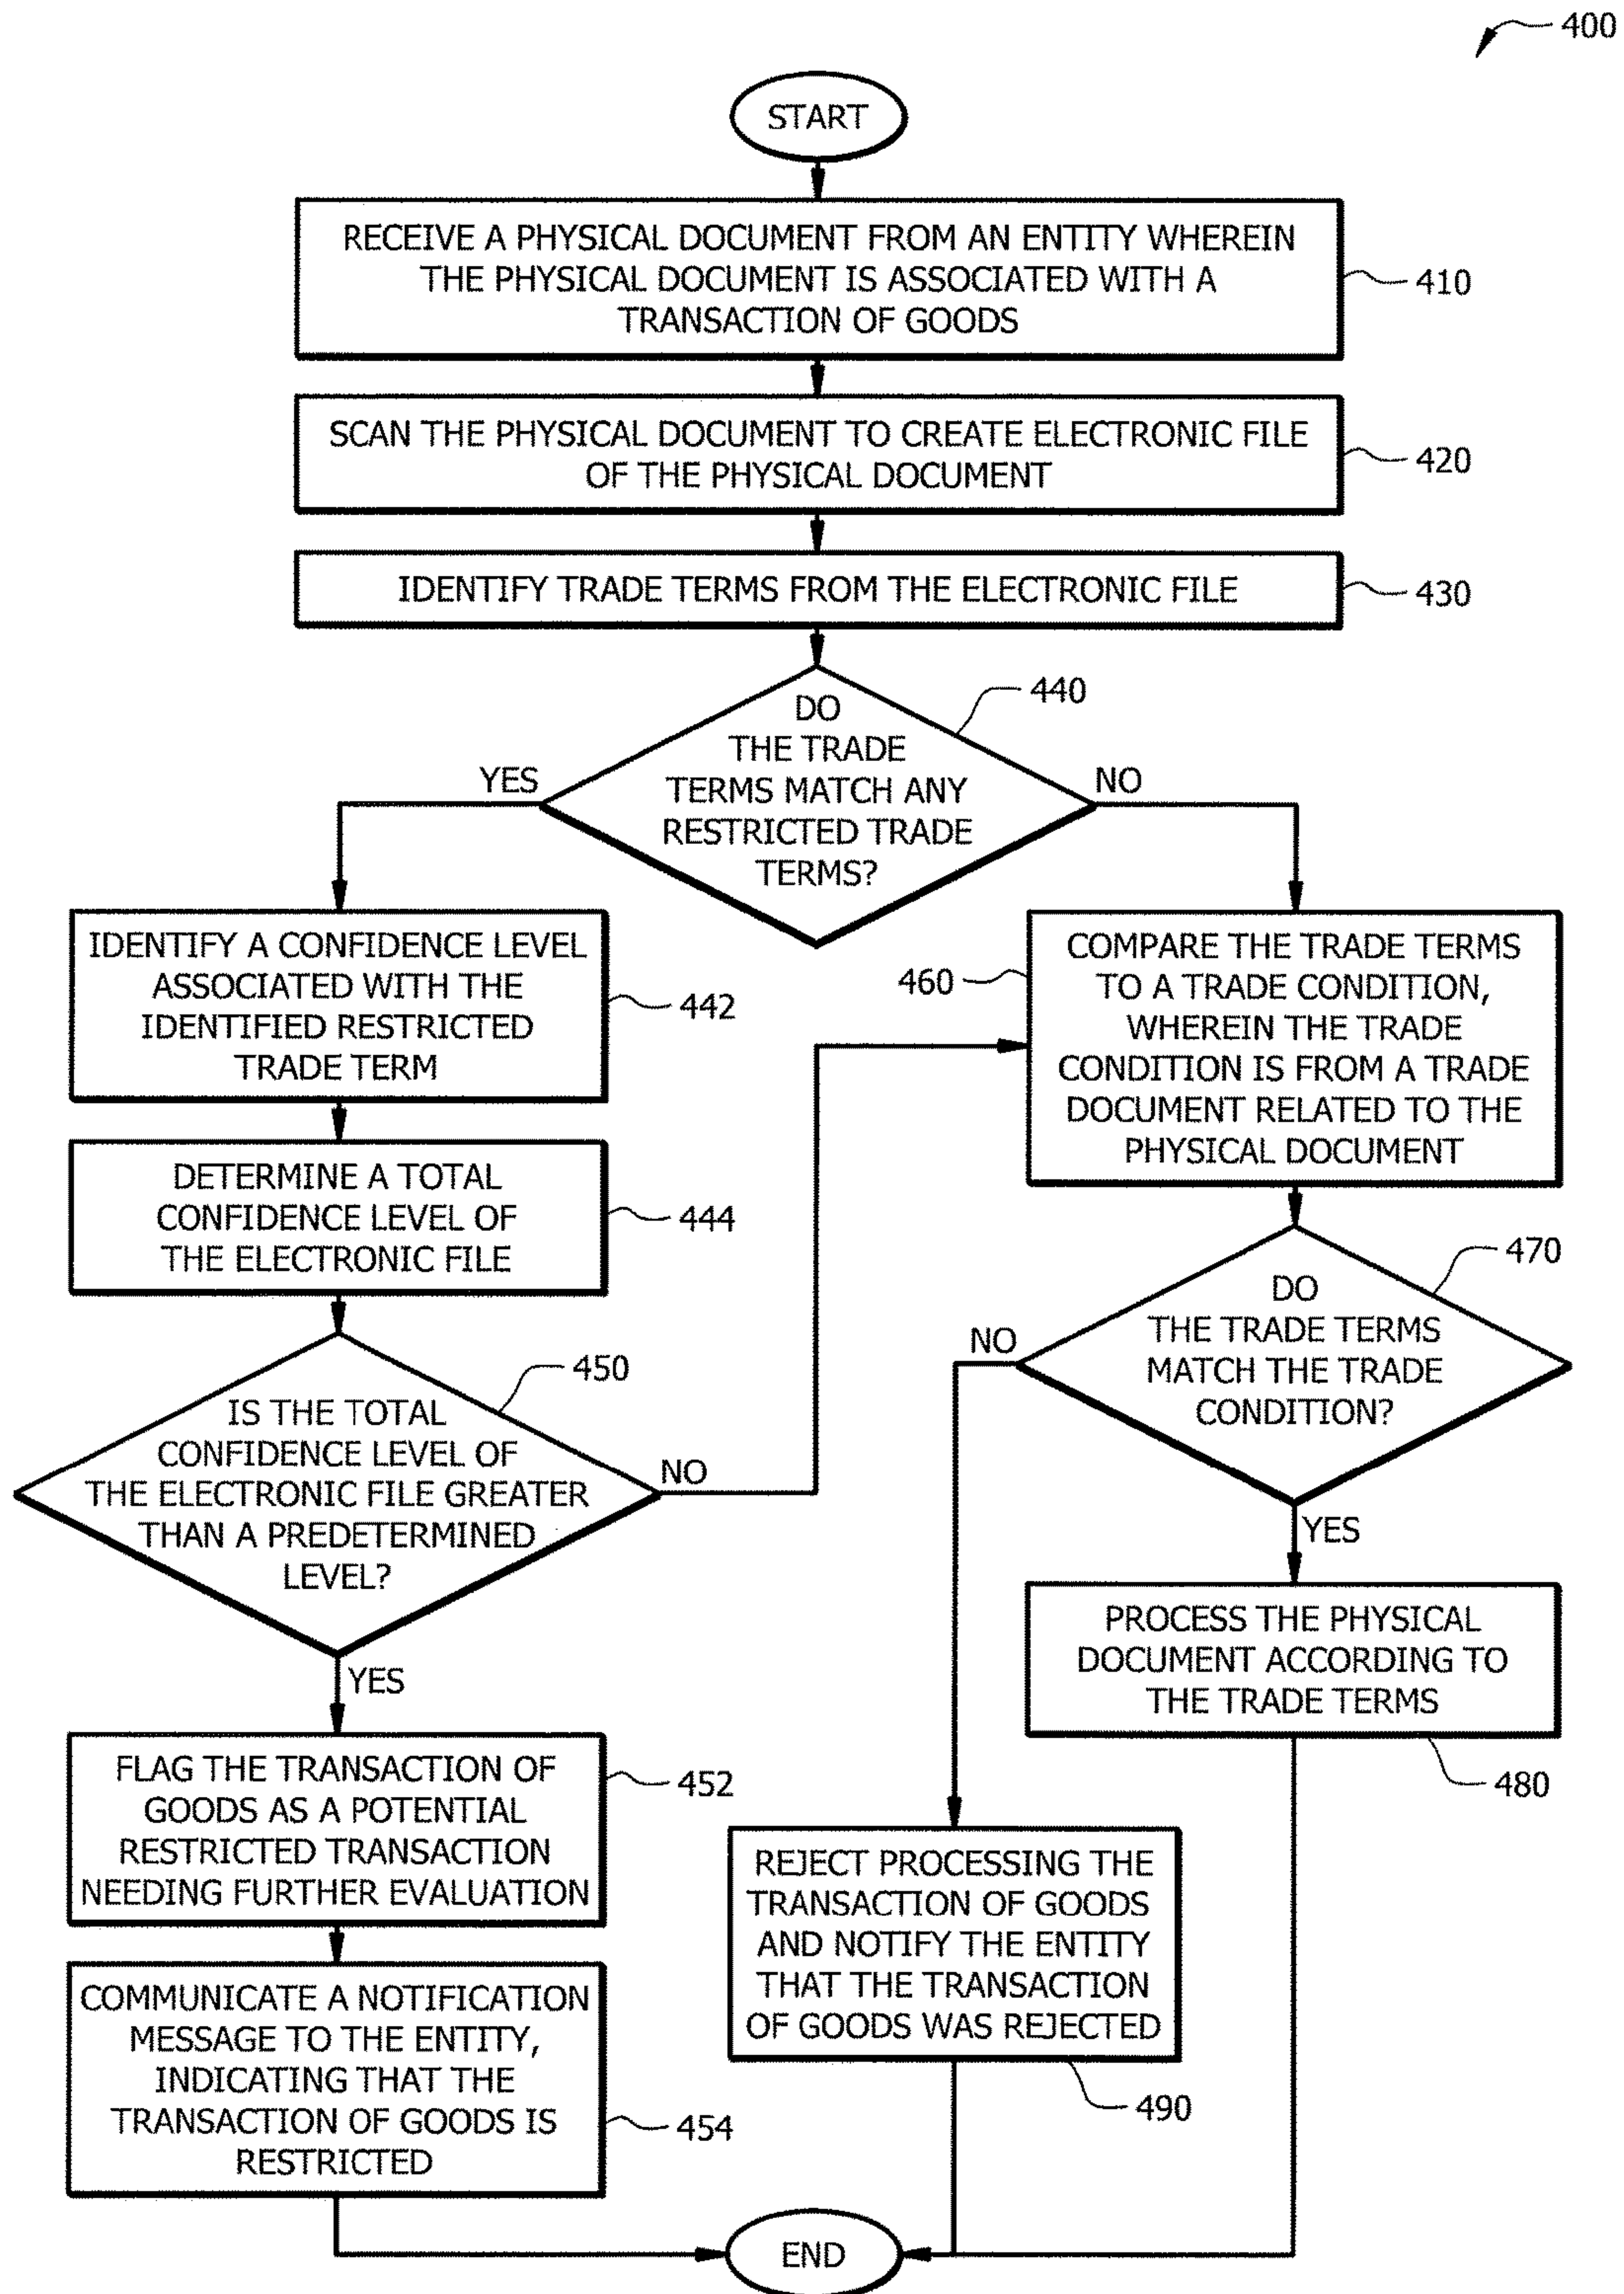 400
START
RECEIVE A PHYSICAL DOCUMENT FROM AN ENTITY WHEREIN
THE PHYSICAL DOCUMENT IS ASSOCIATED WITH A
TRANSACTION OF GOODS
410
SCAN THE PHYSICAL DOCUMENT TO CREATE ELECTRONIC FILE
OF THE PHYSICAL DOCUMENT
420
IDENTIFY TRADE TERMS FROM THE ELECTRONIC FILE
430
DO
THE TRADE
TERMS MATCH ANY
RESTRICTED TRADE
TERMS?
440
YES
NO
IDENTIFY A CONFIDENCE LEVEL
ASSOCIATED WITH THE
IDENTIFIED RESTRICTED
TRADE TERM
442
DETERMINE A TOTAL
CONFIDENCE LEVEL OF
THE ELECTRONIC FILE
444
IS THE TOTAL
CONFIDENCE LEVEL OF
THE ELECTRONIC FILE GREATER
THAN A PREDETERMINED
LEVEL?
450
NO
YES
FLAG THE TRANSACTION OF
GOODS AS A POTENTIAL
RESTRICTED TRANSACTION
NEEDING FURTHER EVALUATION
452
COMMUNICATE A NOTIFICATION
MESSAGE TO THE ENTITY,
INDICATING THAT THE
TRANSACTION OF GOODS IS
RESTRICTED
454
COMPARE THE TRADE TERMS
TO A TRADE CONDITION,
WHEREIN THE TRADE
CONDITION IS FROM A TRADE
DOCUMENT RELATED TO THE
PHYSICAL DOCUMENT
460
DO
THE TRADE TERMS
MATCH THE TRADE
CONDITION?
470
NO
YES
PROCESS THE PHYSICAL
DOCUMENT ACCORDING TO
THE TRADE TERMS
480
REJECT PROCESSING THE
TRANSACTION OF GOODS
AND NOTIFY THE ENTITY
THAT THE TRANSACTION
OF GOODS WAS REJECTED
490
END